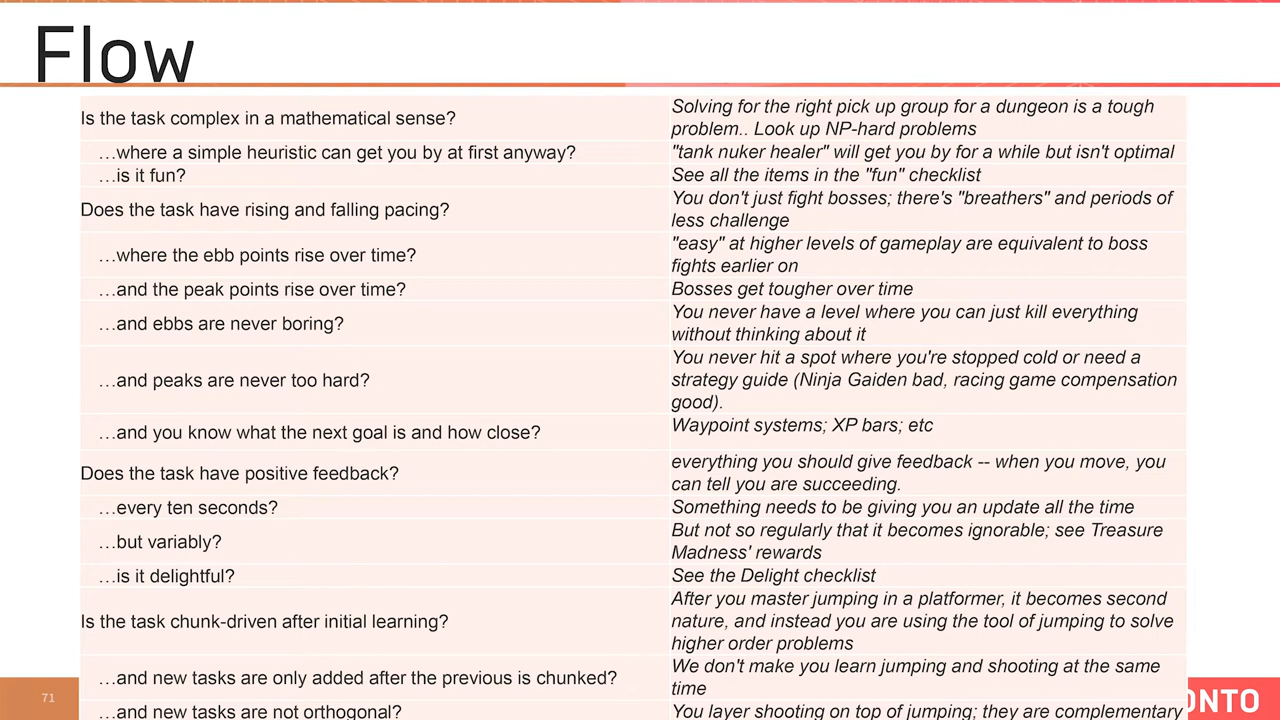 Flow
Is the task complex in a mathematical sense?
Solving for the right pick up group for a dungeon is a tough
problem.. Look up NP-hard problems
…where a simple heuristic can get you by at first anyway?
"tank nuker healer" will get you by for a while but isn't optimal
…is it fun?
See all the items in the "fun" checklist
Does the task have rising and falling pacing?
You don't just fight bosses; there's "breathers" and periods of
less challenge
…where the ebb points rise over time?
"easy" at higher levels of gameplay are equivalent to boss
fights earlier on
…and the peak points rise over time?
Bosses get tougher over time
…and ebbs are never boring?
You never have a level where you can just kill everything
without thinking about it
…and peaks are never too hard?
You never hit a spot where you're stopped cold or need a
strategy guide (Ninja Gaiden bad, racing game compensation
good).
…and you know what the next goal is and how close?
Waypoint systems; XP bars; etc
Does the task have positive feedback?
everything you should give feedback -- when you move, you
can tell you are succeeding.
…every ten seconds?
Something needs to be giving you an update all the time
…but variably?
But not so regularly that it becomes ignorable; see Treasure
Madness' rewards
…is it delightful?
See the Delight checklist
Is the task chunk-driven after initial learning?
After you master jumping in a platformer, it becomes second
nature, and instead you are using the tool of jumping to solve
higher order problems
…and new tasks are only added after the previous is chunked?
We don't make you learn jumping and shooting at the same
time
…and new tasks are not orthogonal?
You layer shooting on top of jumping; they are complementary
71
ONTO